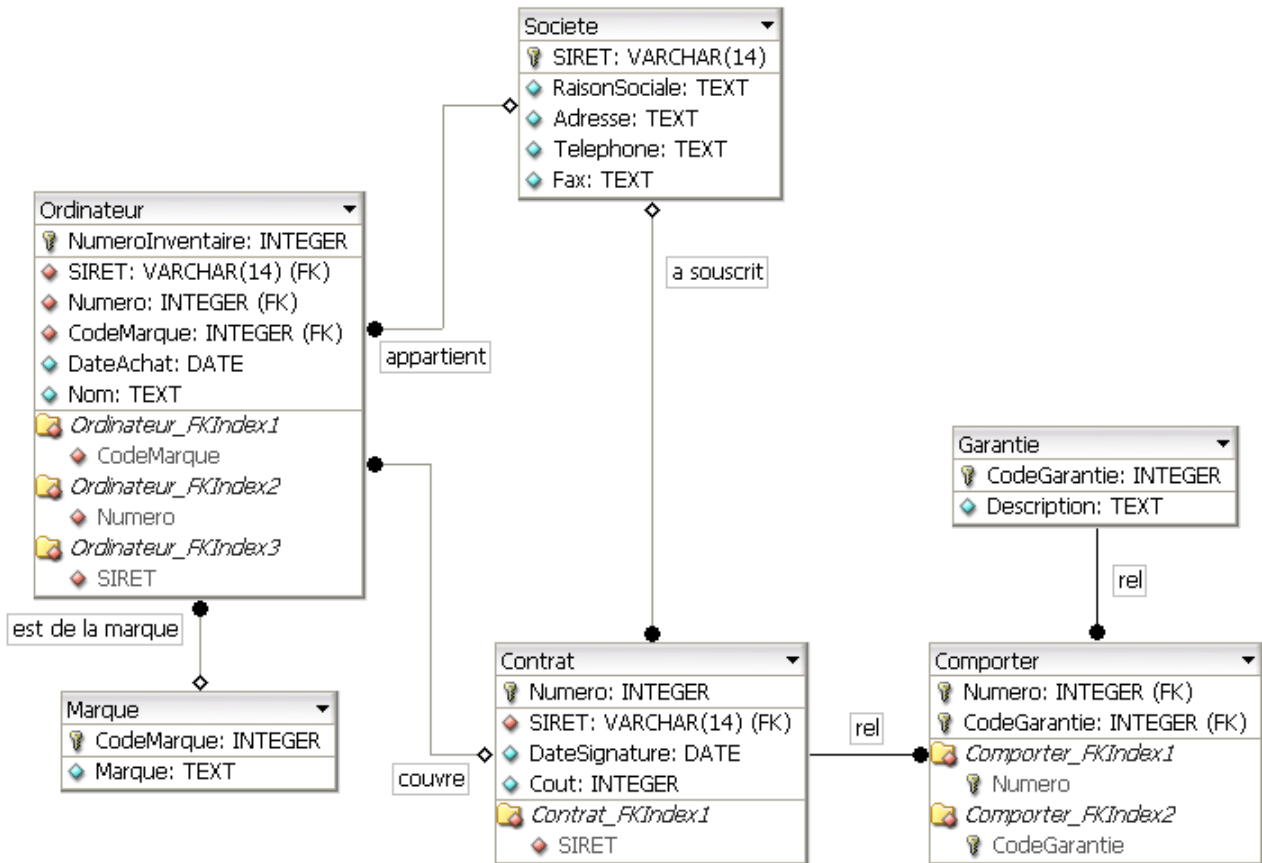 Societe
SIRET: VARCHAR(14)
RaisonSociale: TEXT
Adresse: TEXT
Telephone: TEXT
Fax: TEXT
Ordinateur
NumeroInventaire: INTEGER
SIRET: VARCHAR(14) (FK)
Numero: INTEGER (FK)
CodeMarque: INTEGER (FK)
DateAchat: DATE
Nom: TEXT
Ordinateur_FKIndex1
CodeMarque
Ordinateur_FKIndex2
Numero
Ordinateur_FKIndex3
SIRET
appartient
a souscrit
est de la marque
Marque
CodeMarque: INTEGER
Marque: TEXT
couvre
Contrat
Numero: INTEGER
SIRET: VARCHAR(14) (FK)
DateSignature: DATE
Cout: INTEGER
Contrat_FKIndex1
SIRET
rel
Garantie
CodeGarantie: INTEGER
Description: TEXT
rel
Comporter
Numero: INTEGER (FK)
CodeGarantie: INTEGER (FK)
Comporter_FKIndex1
Numero
Comporter_FKIndex2
CodeGarantie